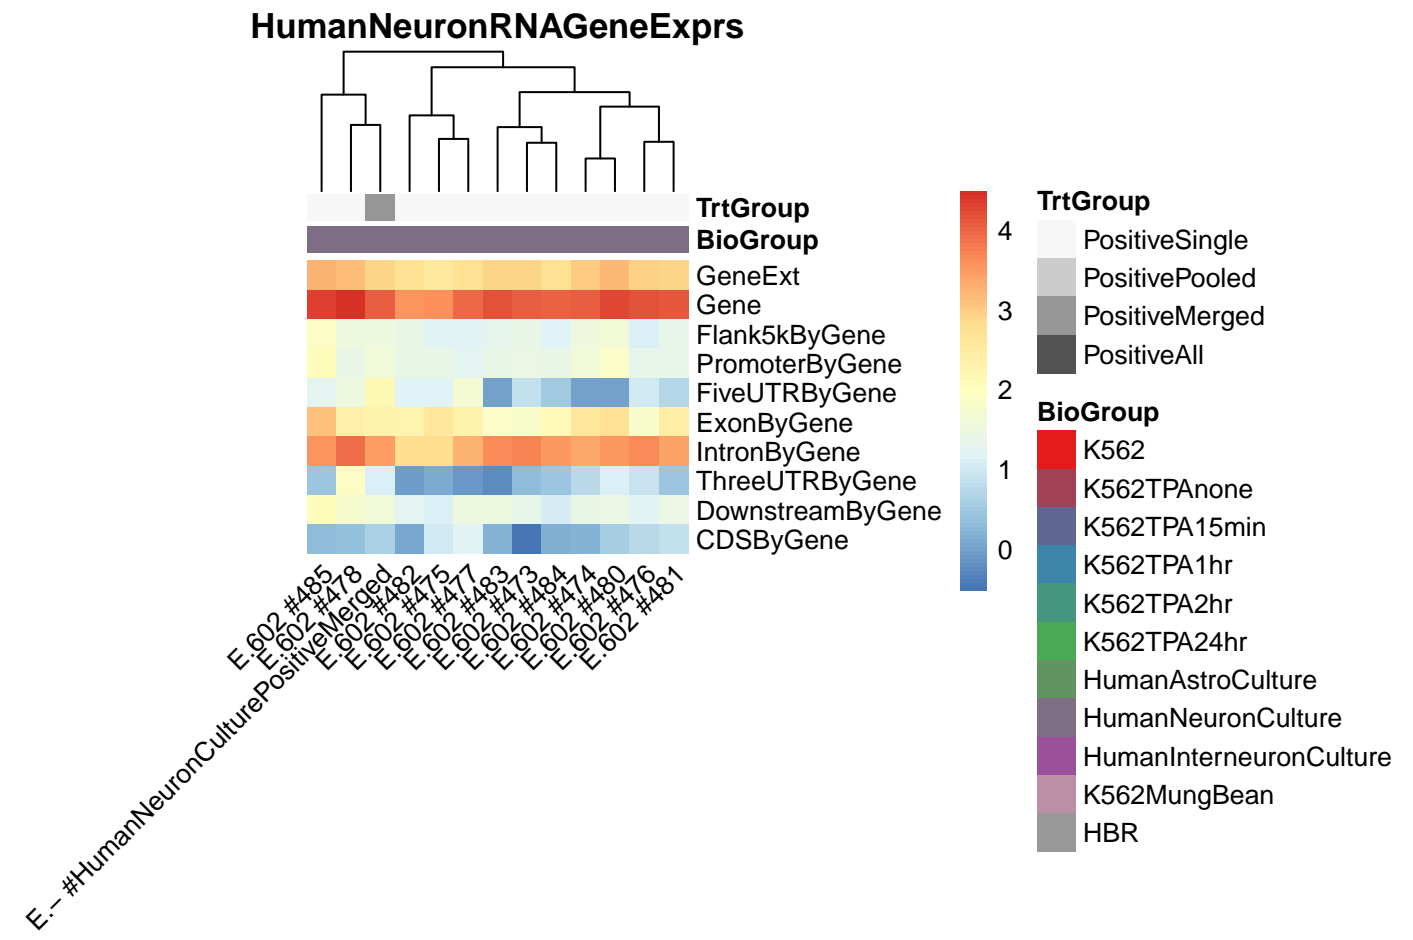 HumanNeuronRNAGeneExprs
TrtGroup
BioGroup
GeneExt
Gene
Flank5kByGene
PromoterByGene
FiveUTRByGene
ExonByGene
IntronByGene
ThreeUTRByGene
DownstreamByGene
CDSByGene
E.602 #485
E.602 #478
E.− #HumanNeuronCulturePositiveMerged
E.602 #482
E.602 #475
E.602 #477
E.602 #483
E.602 #473
E.602 #484
E.602 #474
E.602 #480
E.602 #476
E.602 #481
4
3
2
1
0
TrtGroup
PositiveSingle
PositivePooled
PositiveMerged
PositiveAll
BioGroup
K562
K562TPAnone
K562TPA15min
K562TPA1hr
K562TPA2hr
K562TPA24hr
HumanAstroCulture
HumanNeuronCulture
HumanInterneuronCulture
K562MungBean
HBR